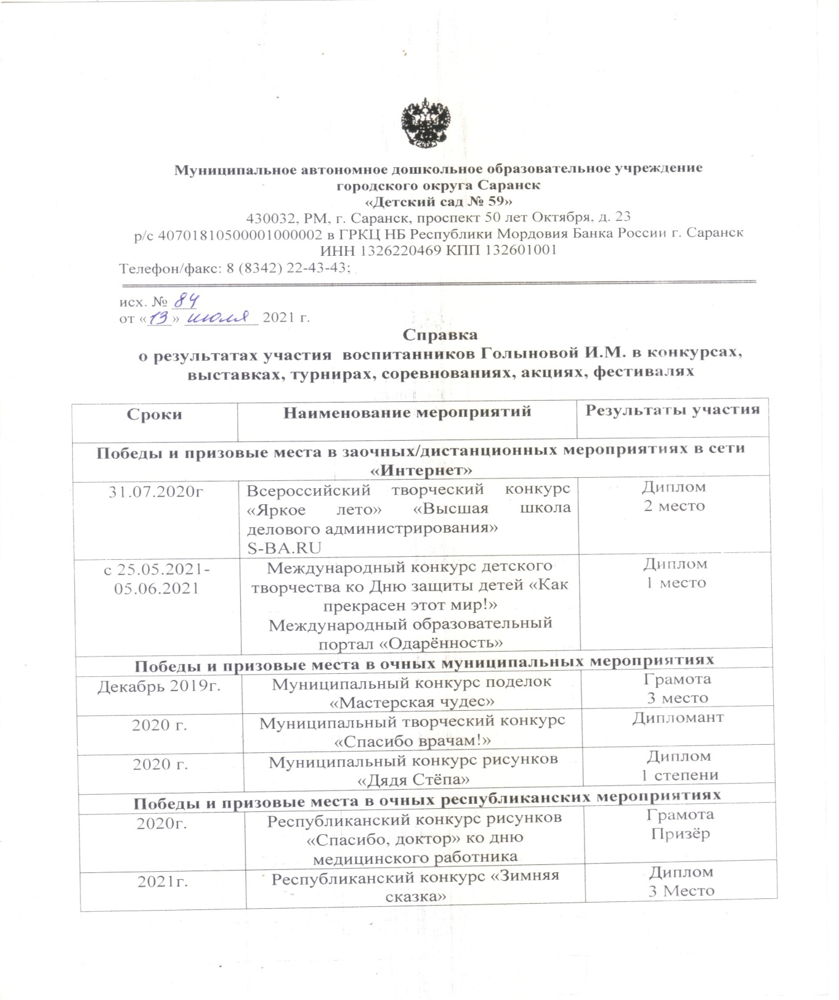 Муниципальное автономное дошкольное образовательное учреждение
городского округа Саранск
«Детский сад № 59»
430032, РМ, г. Саранск, проспект 50 лет Октября, д. 23
р/с 40701810500001000002 в ГРКЦ НБ Республики Мордовия Банка России г. Саранск
ИНН 1326220469 КПП 132601001
Телефон/факс: 8 (8342) 22-43-43;
исх. № 84
от «13» июля 2021 г.
Справка
о результатах участия воспитанников Голыновой И.М. в конкурсах,
выставках, турнирах, соревнованиях, акциях, фестивалях
Сроки Наименование мероприятий Результаты участия
Победы и призовые места в заочных/дистанционных мероприятиях в сети
«Интернет»
31.07.2020г Всероссийский творческий конкурс Диплом
«Яркое лето» «Высшая школа 2 место
делового администрирования»
S-BA.RU
с 25.05.2021- Международный конкурс детского Диплом
05.06.2021 творчества ко Дню защиты детей «Как 1 место
прекрасен этот мир!»
Международный образовательный
портал «Одарённость»
Победы и призовые места в очных муниципальных мероприятиях
Декабрь 2019г. Муниципальный конкурс поделок Грамота
«Мастерская чудес» 3 место
2020 г. Муниципальный творческий конкурс Дипломант
«Спасибо врачам!»
2020 г. Муниципальный конкурс рисунков Диплом
«Дядя Стёпа» 1 степени
Победы и призовые места в очных республиканских мероприятиях
2020г. Республиканский конкурс рисунков Грамота
«Спасибо, доктор» ко дню Призёр
медицинского работника
2021г. Республиканский конкурс «Зимняя Диплом
сказка» 3 Место